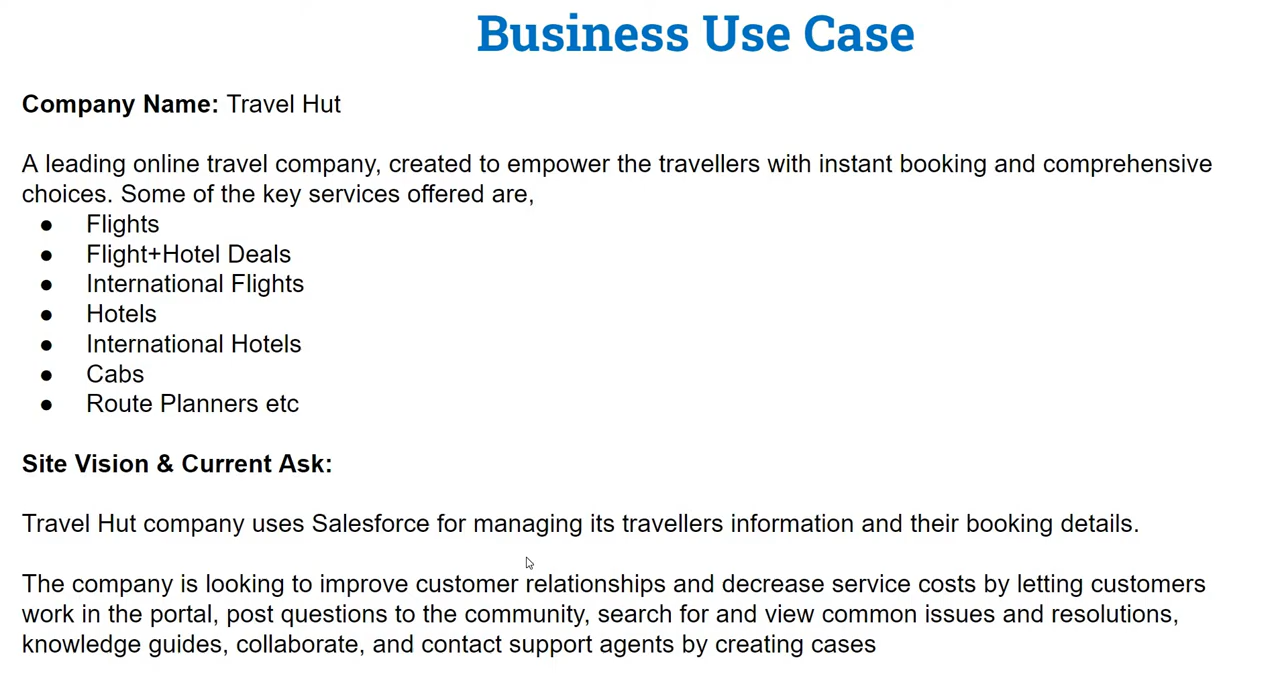 Business Use Case
Company Name: Travel Hut
A leading online travel company, created to empower the travellers with instant booking and comprehensive
choices. Some of the key services offered are,
● Flights
● Flight+Hotel Deals
● International Flights
● Hotels
● International Hotels
● Cabs
● Route Planners etc
Site Vision & Current Ask:
Travel Hut company uses Salesforce for managing its travellers information and their booking details.
The company is looking to improve customer relationships and decrease service costs by letting customers
work in the portal, post questions to the community, search for and view common issues and resolutions,
knowledge guides, collaborate, and contact support agents by creating cases